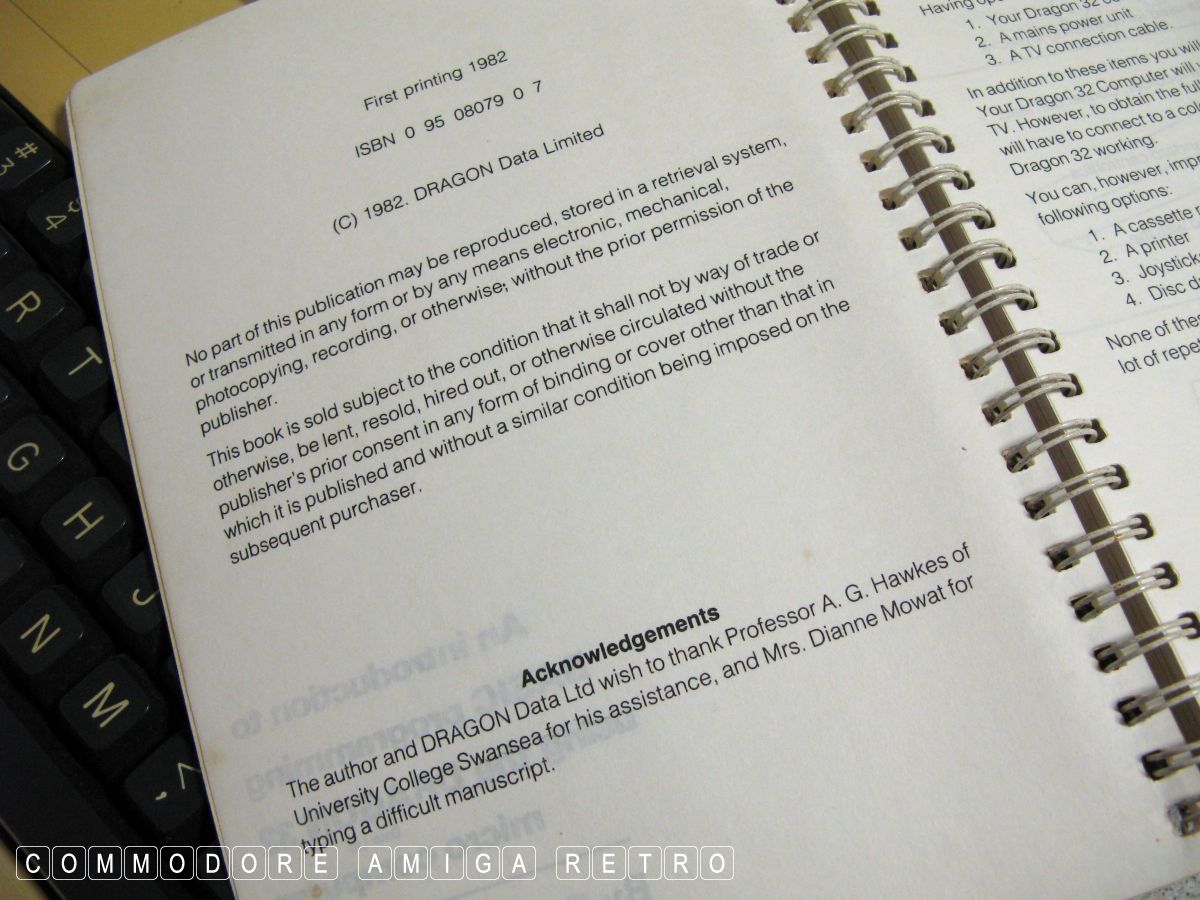 First printing 1982
ISBN 0 95 08079 0 7
(C) 1982. DRAGON Data Limited
No part of this publication may be reproduced, stored in a retrieval system,
or transmitted in any form or by any means electronic, mechanical,
photocopying, recording, or otherwise, without the prior permission of the
publisher.
This book is sold subject to the condition that it shall not by way of trade or
otherwise, be lent, resold, hired out, or otherwise circulated without the
publisher's prior consent in any form of binding or cover other than that in
which it is published and without a similar condition being imposed on the
subsequent purchaser.
Acknowledgements
The author and DRAGON Data Ltd wish to thank Professor A. G. Hawkes of
University College Swansea for his assistance, and Mrs. Dianne Mowat for
typing a difficult manuscript.
1. Your Dragon 32
2. A mains power unit
3. A TV connection cable.
In addition to these items you
Your Dragon 32 Computer will
TV. However, to obtain the
will have to connect to a
Dragon 32 working.
You can, however,
following options:
1. A cassette
2. A printer
3.
4. Disc
None of
lot of
# 3
4
R
T
G
H
J
N
M
< ,
COMMODORE AMIGA RETRO